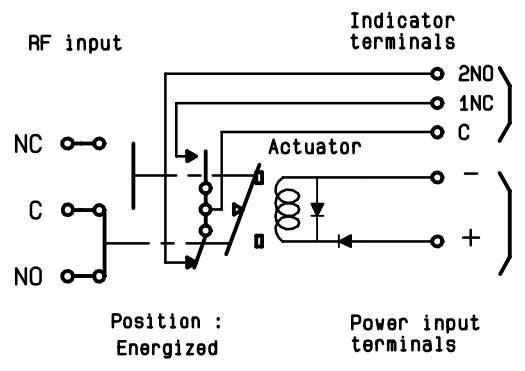 Indicator
RF input
terminals
2NO
1NC
C
NC
Actuator
−
C
+
NO
Position :
Energized
Power input
terminals